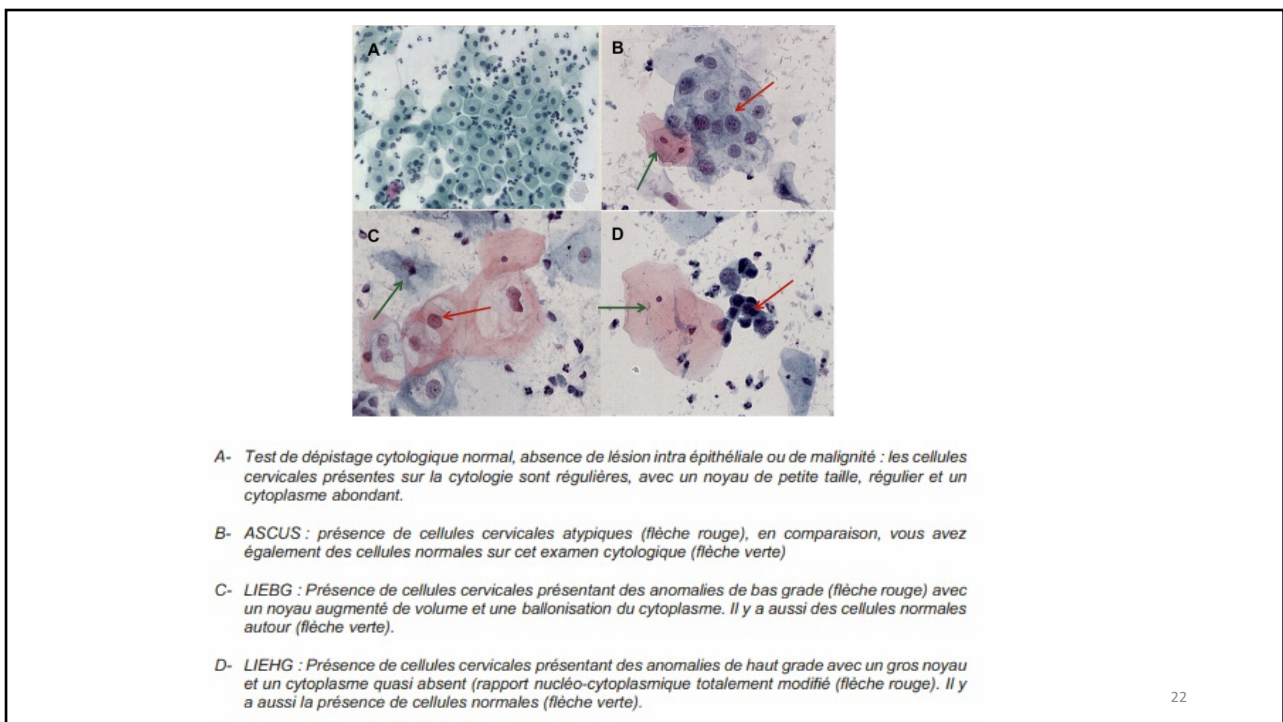 A
B
C
D
A- Test de dépistage cytologique normal, absence de lésion intra épithéliale ou de malignité : les cellules
cervicales présentes sur la cytologie sont régulières, avec un noyau de petite taille, régulier et un
cytoplasme abondant.
B- ASCUS : présence de cellules cervicales atypiques (flèche rouge), en comparaison, vous avez
également des cellules normales sur cet examen cytologique (flèche verte)
C- LIEBG : Présence de cellules cervicales présentant des anomalies de bas grade (flèche rouge) avec
un noyau augmenté de volume et une ballonisation du cytoplasme. Il y a aussi des cellules normales
autour (flèche verte).
D- LIEHG : Présence de cellules cervicales présentant des anomalies de haut grade avec un gros noyau
et un cytoplasme quasi absent (rapport nucléo-cytoplasmique totalement modifié (flèche rouge). Il y
a aussi la présence de cellules normales (flèche verte).
22